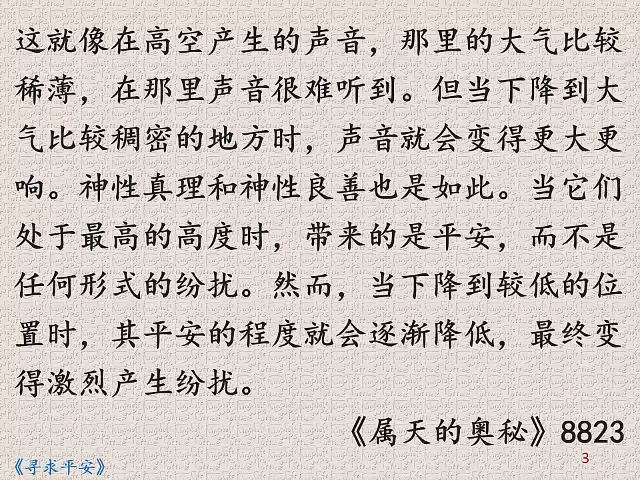 这就像在高空产生的声音，那里的大气比较
稀薄，在那里声音很难听到。但当下降到大
气比较稠密的地方时，声音就会变得更大更
响。神性真理和神性良善也是如此。当它们
处于最高的高度时，带来的是平安，而不是
任何形式的纷扰。然而，当下降到较低的位
置时，其平安的程度就会逐渐降低，最终变
得激烈产生纷扰。
《属天的奥秘》8823
3
《寻求平安》